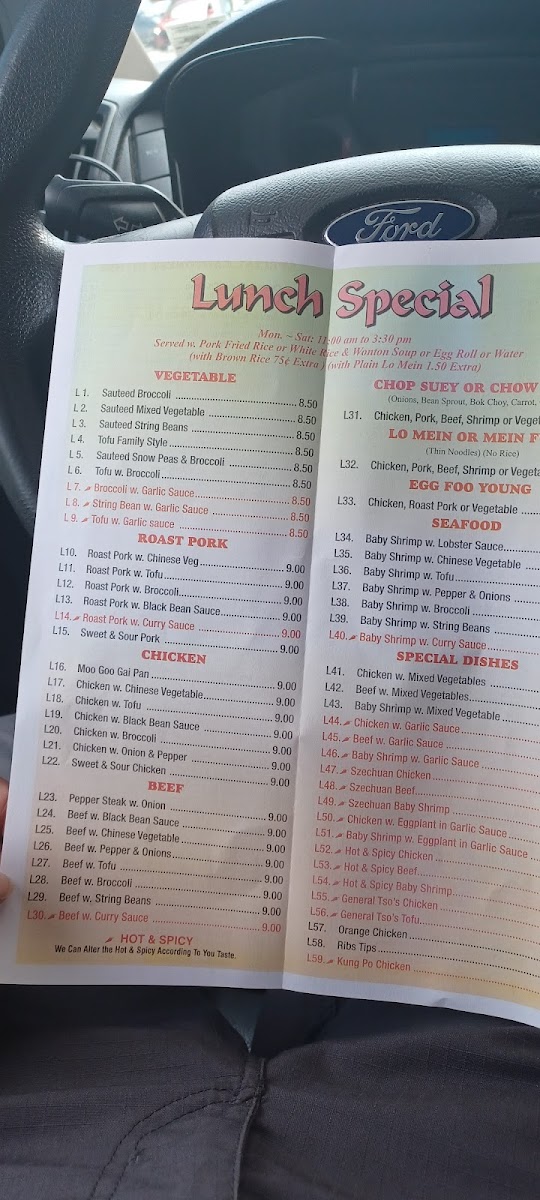 Ford
Lunch Special
Mon. ~ Sat: 11:00 am to 3:30 pm
Served w. Pork Fried Rice or White Rice & Wonton Soup or Egg Roll or Water
(with Brown Rice 75¢ Extra) (with Plain Lo Mein 1.50 Extra)
VEGETABLE
L 1. Sauteed Broccoli 8.50
L 2. Sauteed Mixed Vegetable 8.50
L 3. Sauteed String Beans 8.50
L 4. Tofu Family Style 8.50
L 5. Sauteed Snow Peas & Broccoli 8.50
L 6. Tofu w. Broccoli 8.50
L 7. Broccoli w. Garlic Sauce 8.50
L 8. String Bean w. Garlic Sauce 8.50
L 9. Tofu w. Garlic sauce 8.50
ROAST PORK
L10. Roast Pork w. Chinese Veg 9.00
L11. Roast Pork w. Tofu 9.00
L12. Roast Pork w. Broccoli 9.00
L13. Roast Pork w. Black Bean Sauce 9.00
L14. Roast Pork w. Curry Sauce 9.00
L15. Sweet & Sour Pork 9.00
CHICKEN
L16. Moo Goo Gai Pan 9.00
L17. Chicken w. Chinese Vegetable 9.00
L18. Chicken w. Tofu 9.00
L19. Chicken w. Black Bean Sauce 9.00
L20. Chicken w. Broccoli 9.00
L21. Chicken w. Onion & Pepper 9.00
L22. Sweet & Sour Chicken 9.00
BEEF
L23. Pepper Steak w. Onion 9.00
L24. Beef w. Black Bean Sauce 9.00
L25. Beef w. Chinese Vegetable 9.00
L26. Beef w. Pepper & Onions 9.00
L27. Beef w. Tofu 9.00
L28. Beef w. Broccoli 9.00
L29. Beef w. String Beans 9.00
L30. Beef w. Curry Sauce 9.00
HOT & SPICY
We Can Alter the Hot & Spicy According To You Taste.
CHOP SUEY OR CHOW
(Onions, Bean Sprout, Bok Choy, Carrot,
L31. Chicken, Pork, Beef, Shrimp or Veget
LO MEIN OR MEIN F
(Thin Noodles) (No Rice)
L32. Chicken, Pork, Beef, Shrimp or Vegeta
EGG FOO YOUNG
L33. Chicken, Roast Pork or Vegetable
SEAFOOD
L34. Baby Shrimp w. Lobster Sauce
L35. Baby Shrimp w. Chinese Vegetable
L36. Baby Shrimp w. Tofu
L37. Baby Shrimp w. Pepper & Onions
L38. Baby Shrimp w. Broccoli
L39. Baby Shrimp w. String Beans
L40. Baby Shrimp w. Curry Sauce
SPECIAL DISHES
L41. Chicken w. Mixed Vegetables
L42. Beef w. Mixed Vegetables
L43. Baby Shrimp w. Mixed Vegetable
L44. Chicken w. Garlic Sauce
L45. Beef w. Garlic Sauce
L46. Baby Shrimp w. Garlic Sauce
L47. Szechuan Chicken
L48. Szechuan Beef
L49. Szechuan Baby Shrimp
L50. Chicken w. Eggplant in Garlic Sauce
L51. Baby Shrimp w. Eggplant in Garlic Sauce
L52. Hot & Spicy Chicken
L53. Hot & Spicy Beef
L54. Hot & Spicy Baby Shrimp
L55. General Tso's Chicken
L56. General Tso's Tofu
L57. Orange Chicken
L58. Ribs Tips
L59. Kung Po Chicken